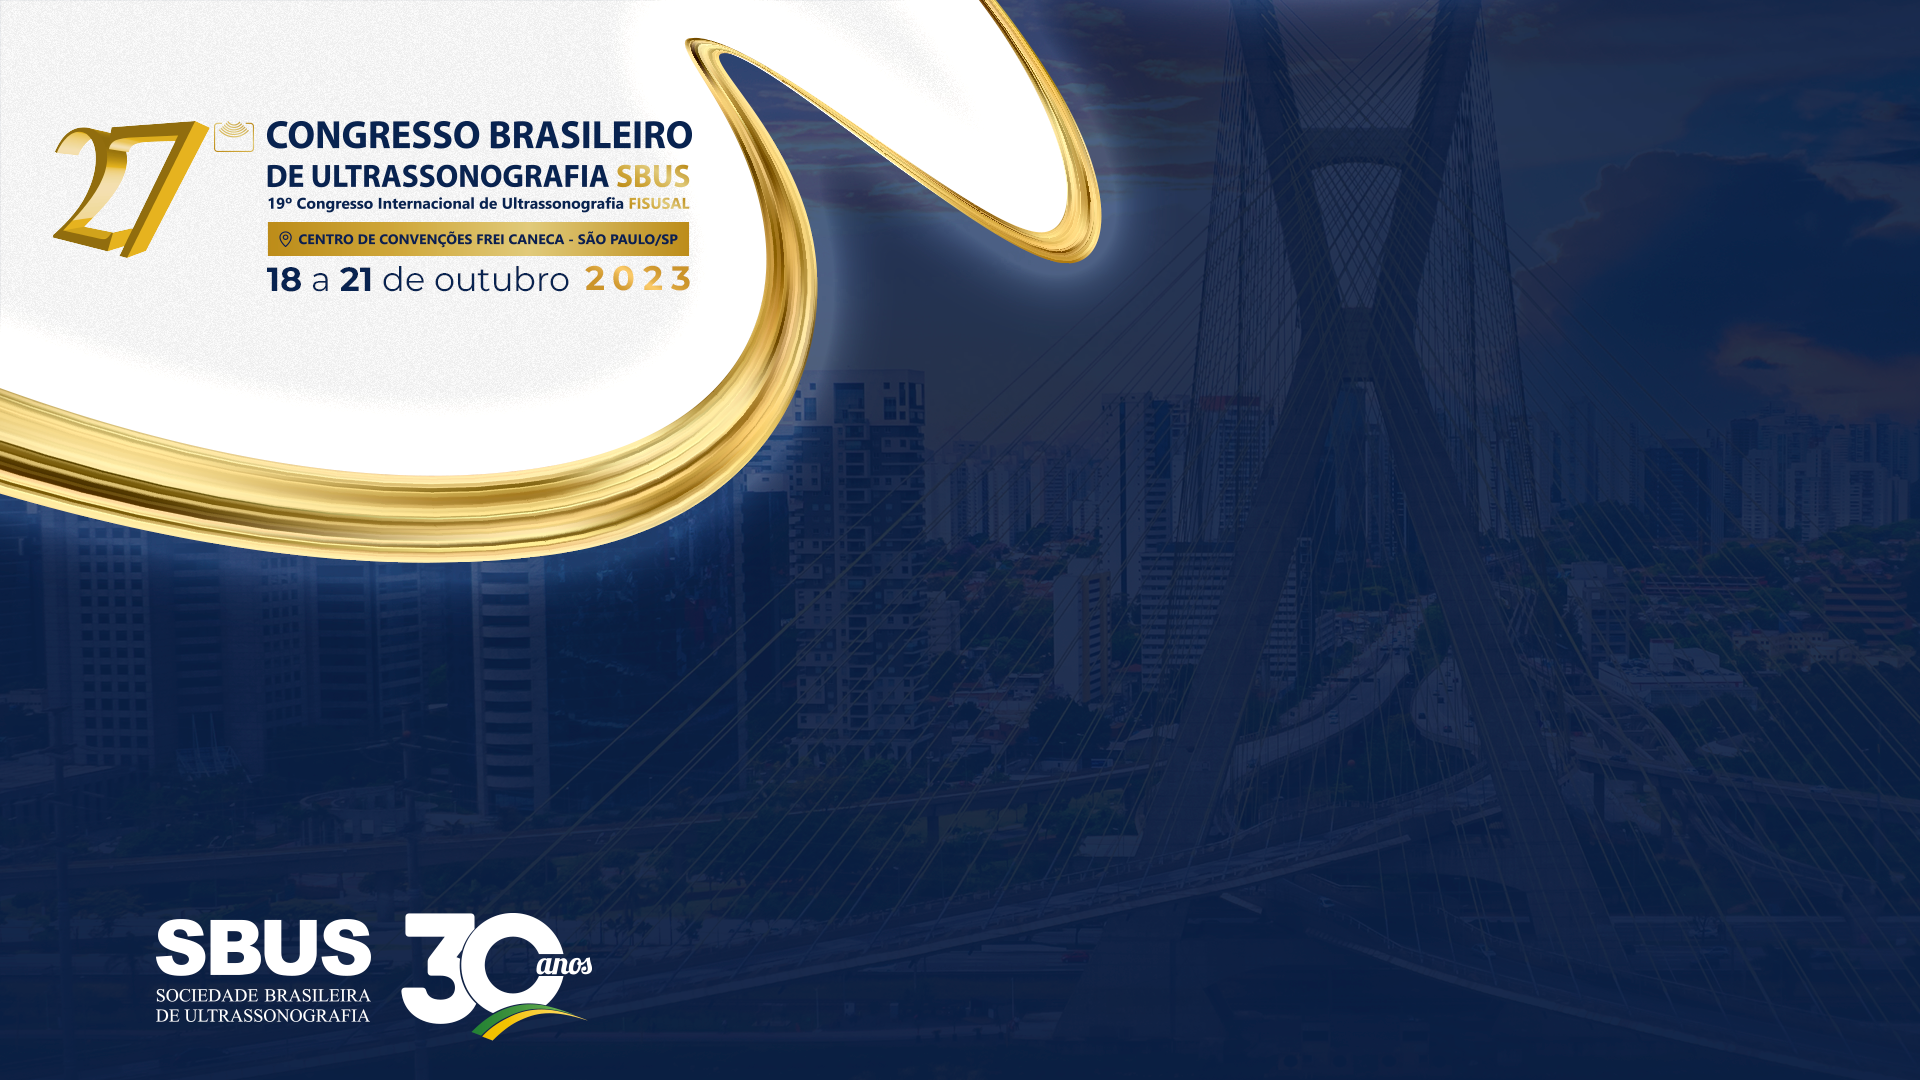 27º CONGRESSO BRASILEIRO
DE ULTRASSONOGRAFIA SBUS
19º Congresso Internacional de Ultrassonografia FISUSAL
CENTRO DE CONVENÇÕES FREI CANECA - SÃO PAULO/SP
18 a 21 de outubro 2023
SBUS
SOCIEDADE BRASILEIRA
DE ULTRASSONOGRAFIA
30 anos